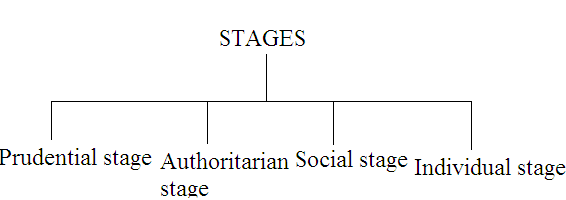 STAGES
Prudential stage
Authoritarian
stage
Social stage
Individual stage